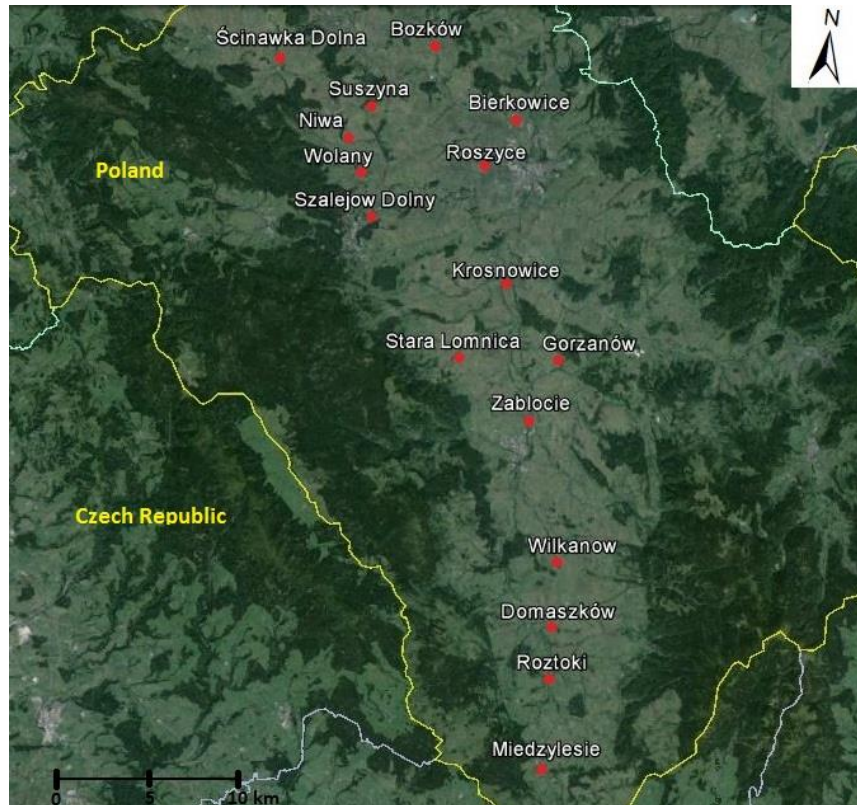 N
Ścinawka Dolna
Bozków
Suszyna
Bierkowice
Niwa
Wolany
Roszyce
Poland
Szalejow Dolny
Krosnowice
Stara Lomnica
Gorzanów
Zablocie
Czech Republic
Wilkanow
Domaszków
Roztoki
Miedzylesie
0 5 10 km